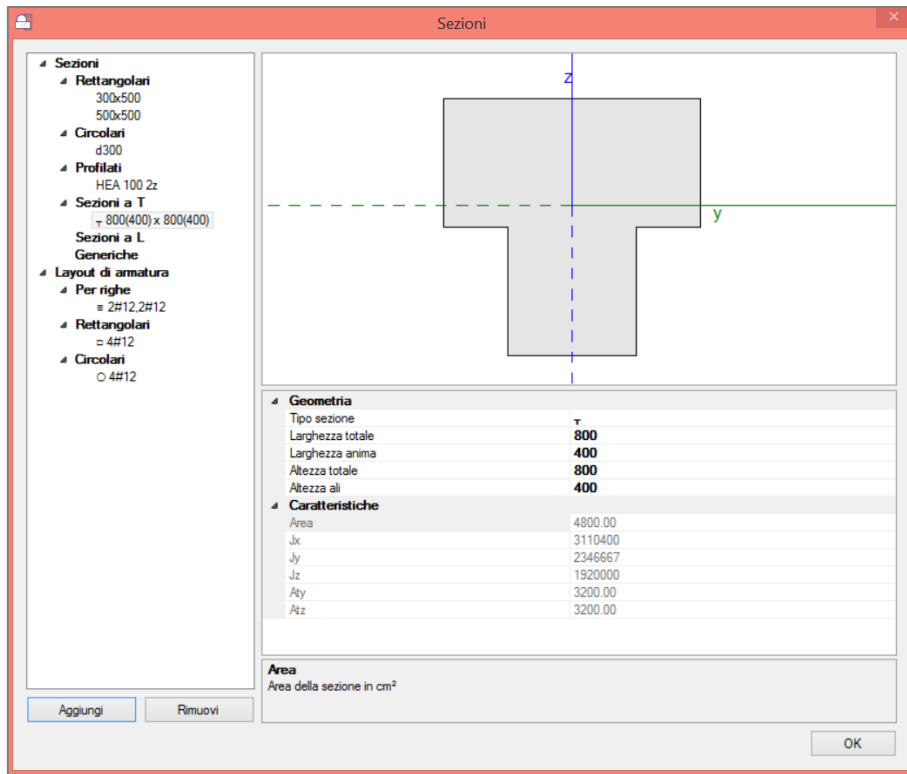 Sezioni
Sezioni
Rettangolari
300x500
500x500
Circolari
d300
Profilati
HEA 100 2z
Sezioni a T
800(400) x 800(400)
Sezioni a L
Generiche
Layout di armatura
Per righe
2#12,2#12
Rettangolari
4#12
Circolari
4#12
Aggiungi
Rimuovi
z
y
Geometria
Tipo sezione
Larghezza totale 800
Larghezza anima 400
Altezza totale 800
Altezza ali 400
Caratteristiche
Area 4800.00
Jx 3110400
Jy 2346667
Jz 1920000
Aty 3200.00
Atz 3200.00
Area
Area della sezione in cm²
OK